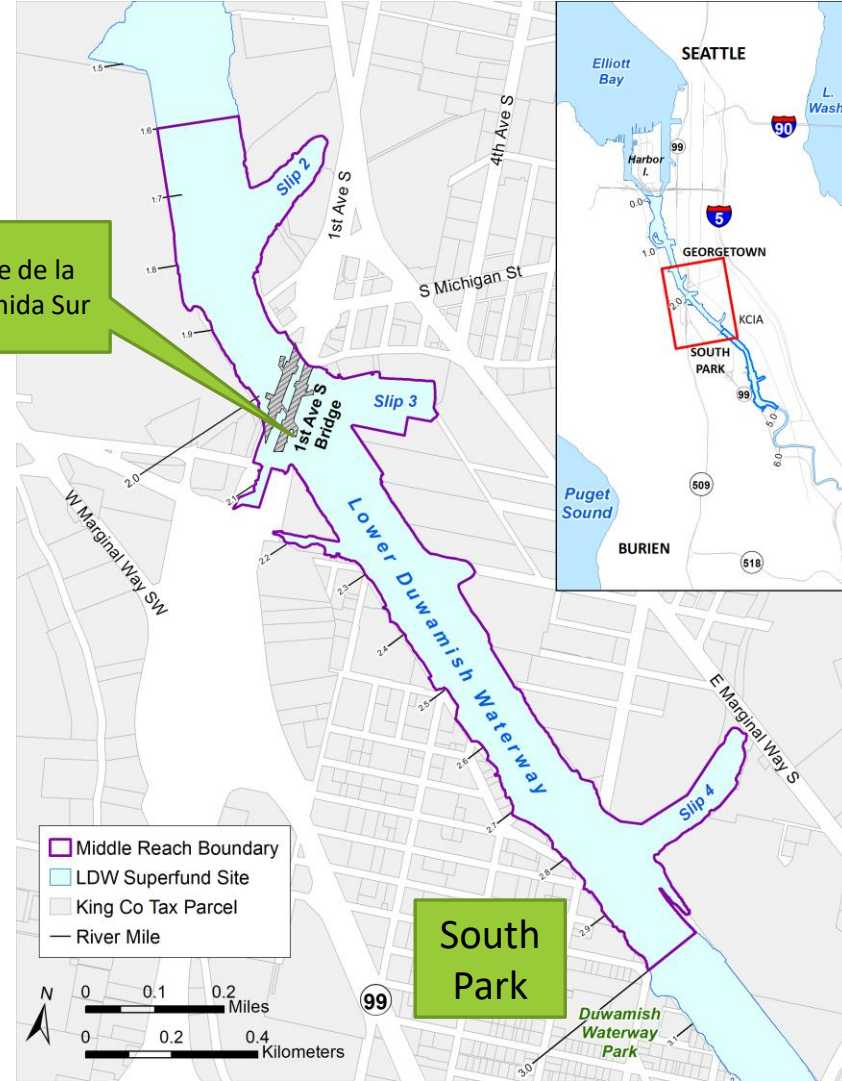 1.5
1.6
1.7
1.8
1.9
2.0
2.1
2.2
2.3
2.4
2.5
2.6
2.7
2.8
2.9
3.0
3.1
Slip 2
1st Ave S
4th Ave S
S Michigan St
e de la
nida Sur
1st Ave S
Bridge
Slip 3
W Marginal Way SW
Lower Duwamish Waterway
E Marginal Way S
Slip 4
South
Park
Duwamish
Waterway
Park
99
Middle Reach Boundary
LDW Superfund Site
King Co Tax Parcel
River Mile
N
0 0.1 0.2
Miles
0 0.2 0.4
Kilometers
SEATTLE
Elliott
Bay
L.
Wash
90
99
Harbor
I.
0.0
5
1.0
GEORGETOWN
2.0
KCIA
SOUTH
PARK
99
5.0
6.0
509
Puget
Sound
BURIEN
518